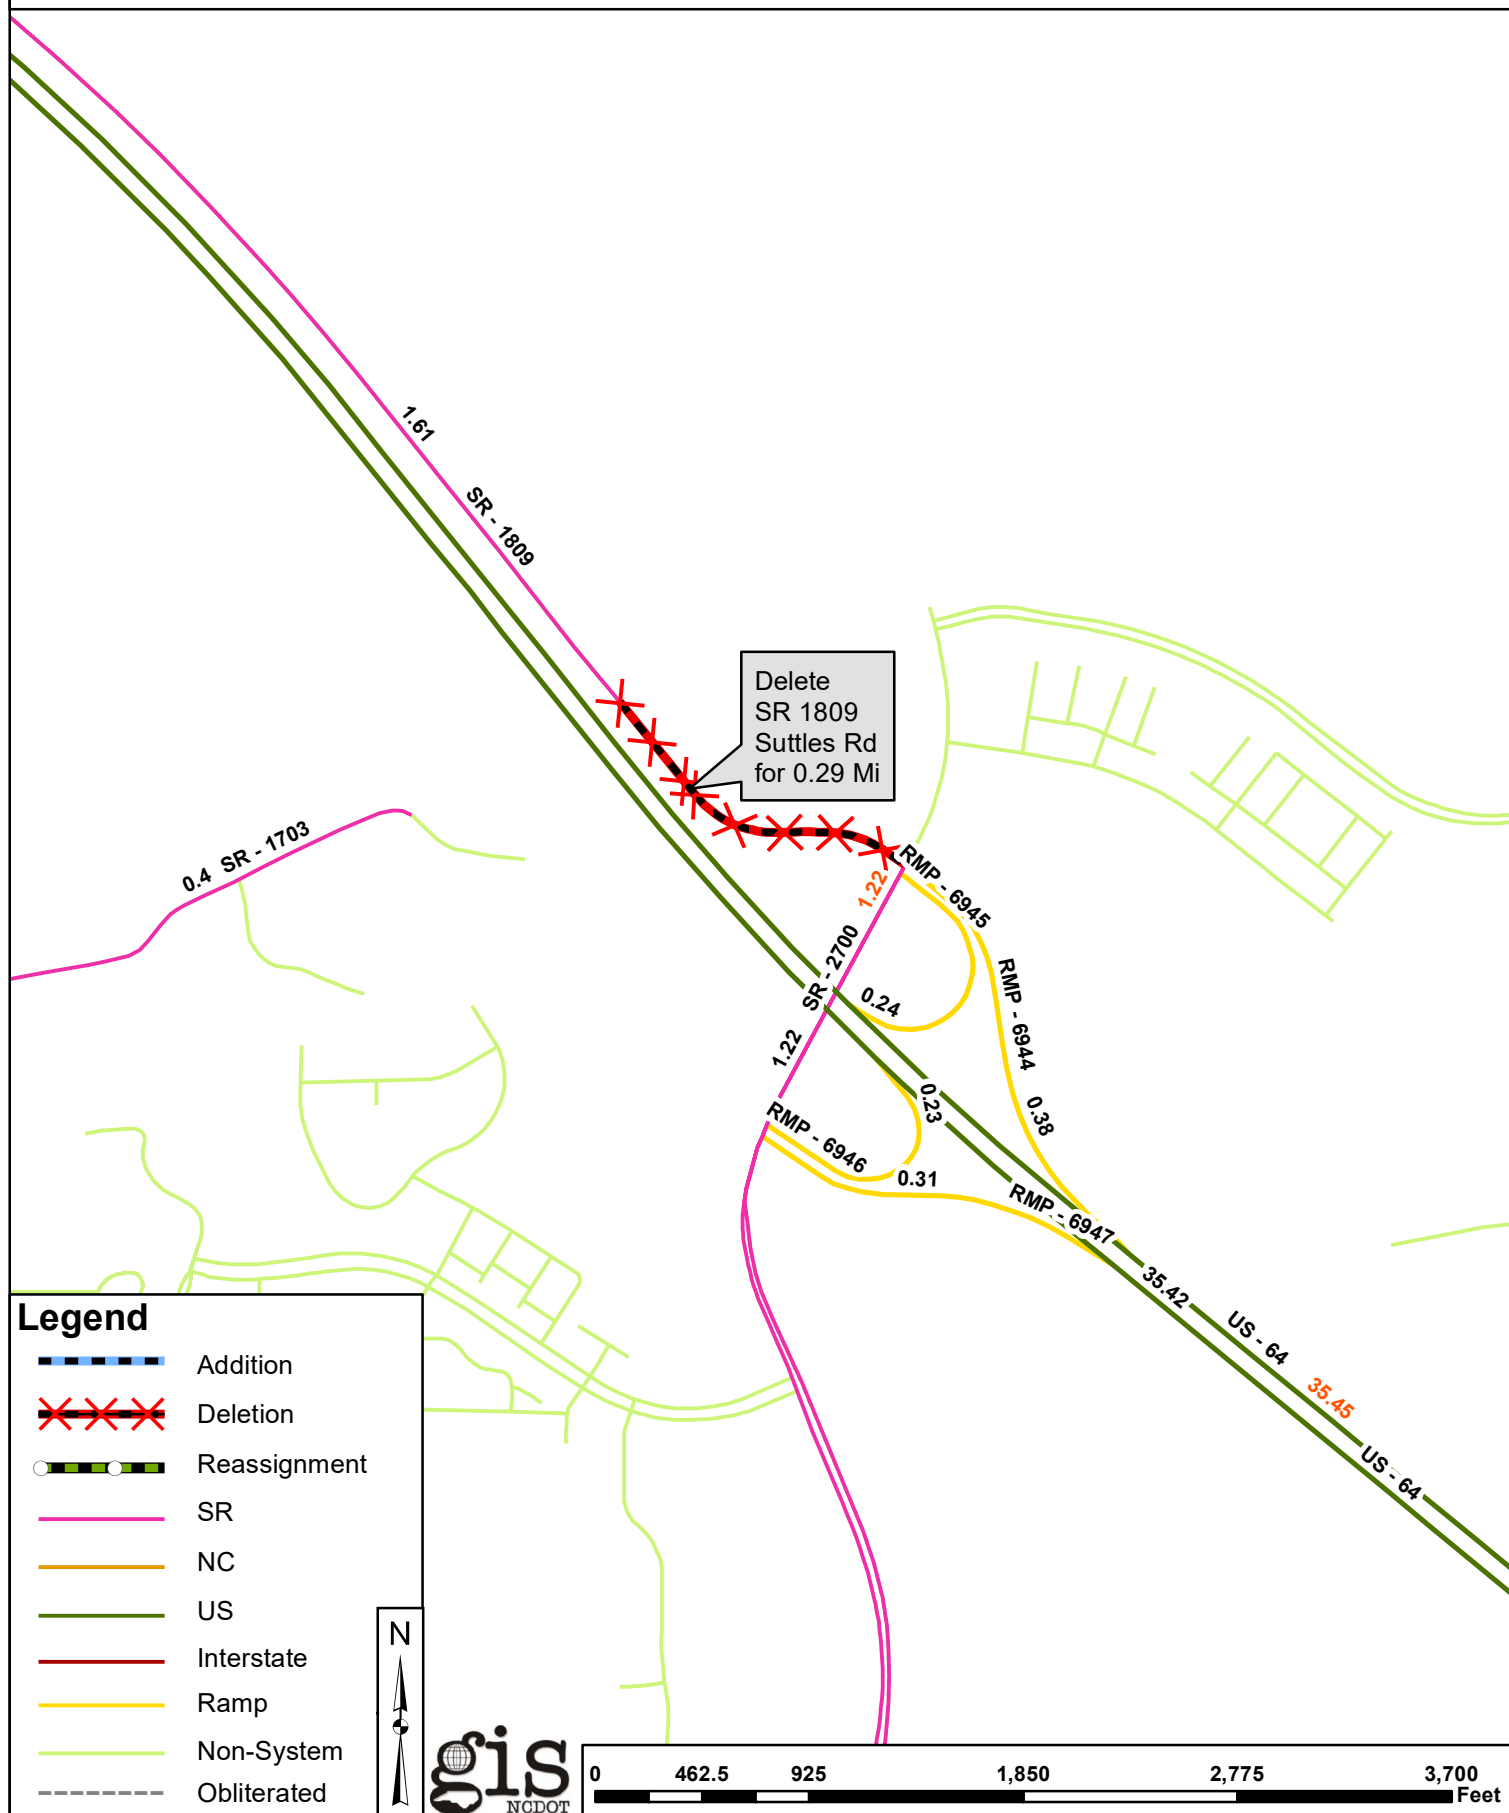 1.61
SR - 1809
Delete
SR 1809
Suttles Rd
for 0.29 Mi
0.4 SR - 1703
RMP - 6945
1.22
SR - 2700
0.24
RMP - 6944
1.22
0.23
0.38
RMP - 6946
0.31
RMP - 6947
35.42
US - 64
35.45
US - 64
Legend
Addition
Deletion
Reassignment
SR
NC
US
Interstate
Ramp
Non-System
Obliterated
N
gis
NCDOT
0 462.5 925 1,850 2,775 3,700
Feet